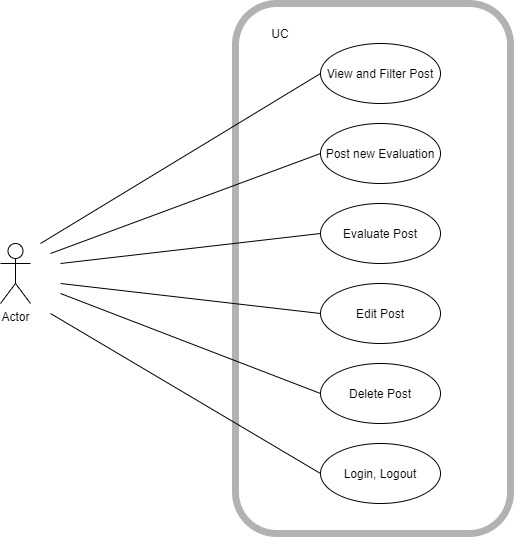 UC
View and Filter Post
Post new Evaluation
Evaluate Post
Actor
Edit Post
Delete Post
Login, Logout